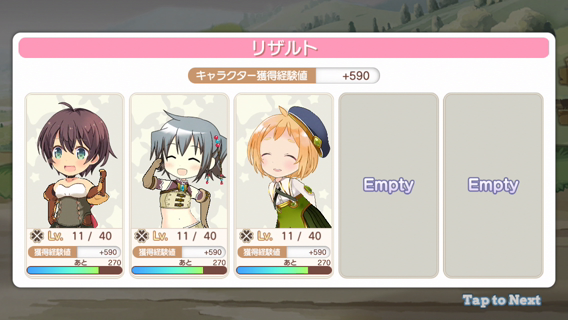 リザルト
キャラクター獲得経験値 +590
Empty Empty
Lv. 11 / 40 Lv. 11 / 40 Lv. 11 / 40
獲得経験値 +590 獲得経験値 +590 獲得経験値 +590
あと 270 あと 270 あと 270
Tap to Next